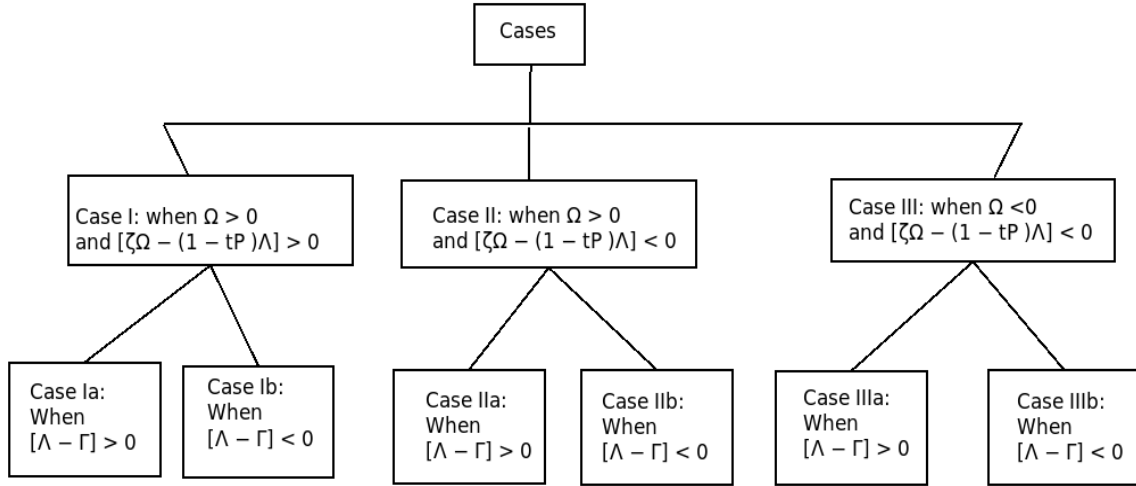 Cases
Case I: when Ω > 0
and [ζΩ − (1 − tP )Λ] > 0
Case II: when Ω > 0
and [ζΩ − (1 − tP )Λ] < 0
Case III: when Ω <0
and [ζΩ − (1 − tP )Λ] < 0
Case Ia:
When
[Λ − Γ] > 0
Case Ib:
When
[Λ − Γ] < 0
Case IIa:
When
[Λ − Γ] > 0
Case IIb:
When
[Λ − Γ] < 0
Case IIIa:
When
[Λ − Γ] > 0
Case IIIb:
When
[Λ − Γ] < 0